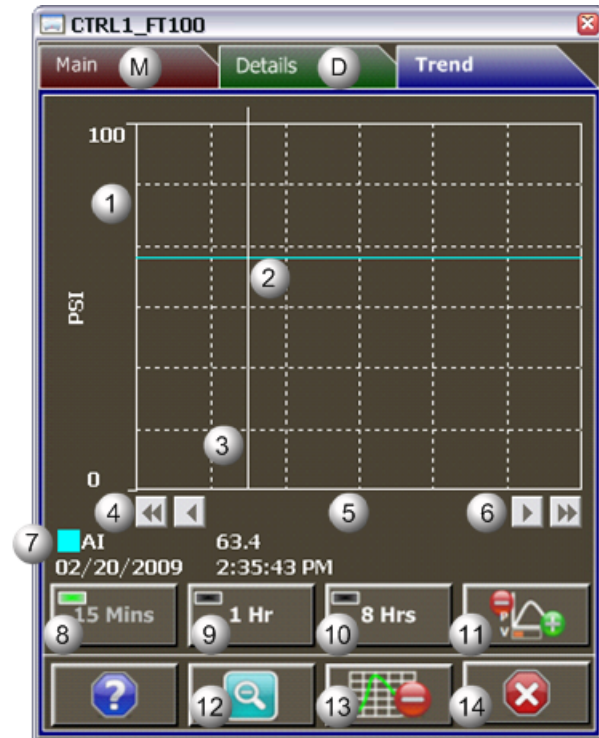 CTRL1_FT100
Main M Details D Trend
100
1
2
PSI
3
0
4 5 6
7 AI 63.4
02/20/2009 2:35:43 PM
15 Mins 1 Hr 8 Hrs P V
8 9 10 11
?
12 13 14